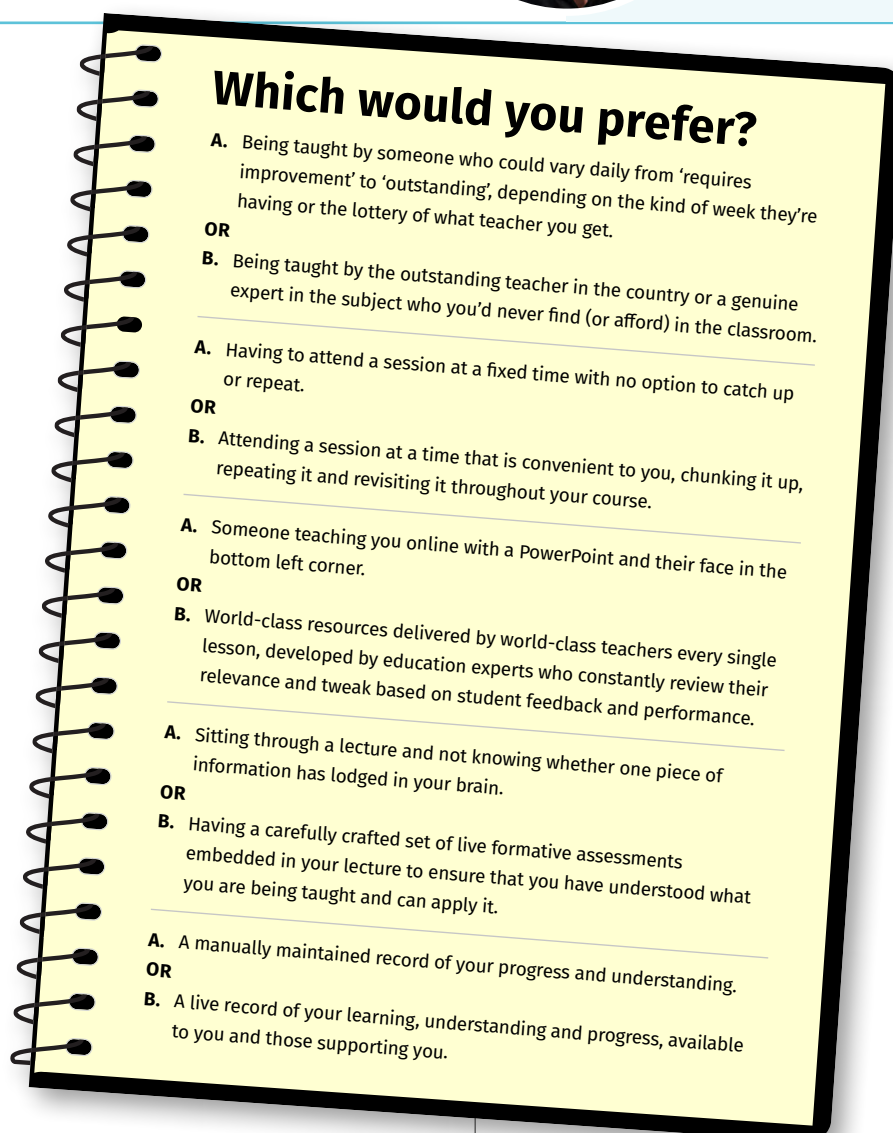 Which would you prefer?
A. Being taught by someone who could vary daily from ‘requires
improvement’ to ‘outstanding’, depending on the kind of week they’re
having or the lottery of what teacher you get.
OR
B. Being taught by the outstanding teacher in the country or a genuine
expert in the subject who you’d never find (or afford) in the classroom.
A. Having to attend a session at a fixed time with no option to catch up
or repeat.
OR
B. Attending a session at a time that is convenient to you, chunking it up,
repeating it and revisiting it throughout your course.
A. Someone teaching you online with a PowerPoint and their face in the
bottom left corner.
OR
B. World-class resources delivered by world-class teachers every single
lesson, developed by education experts who constantly review their
relevance and tweak based on student feedback and performance.
A. Sitting through a lecture and not knowing whether one piece of
information has lodged in your brain.
OR
B. Having a carefully crafted set of live formative assessments
embedded in your lecture to ensure that you have understood what
you are being taught and can apply it.
A. A manually maintained record of your progress and understanding.
OR
B. A live record of your learning, understanding and progress, available
to you and those supporting you.